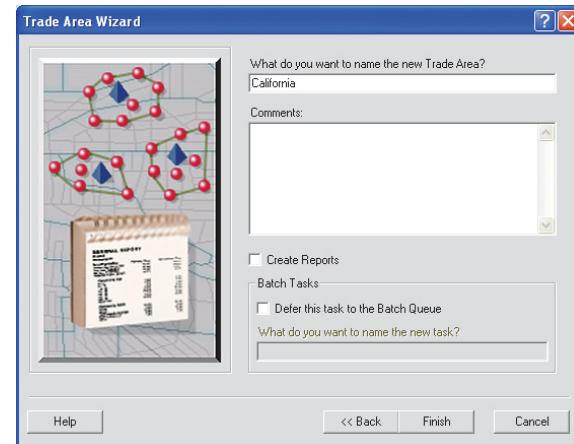 Trade Area Wizard
What do you want to name the new Trade Area?
California
Comments:
Create Reports
Batch Tasks
Defer this task to the Batch Queue
What do you want to name the new task?
Help
<< Back
Finish
Cancel